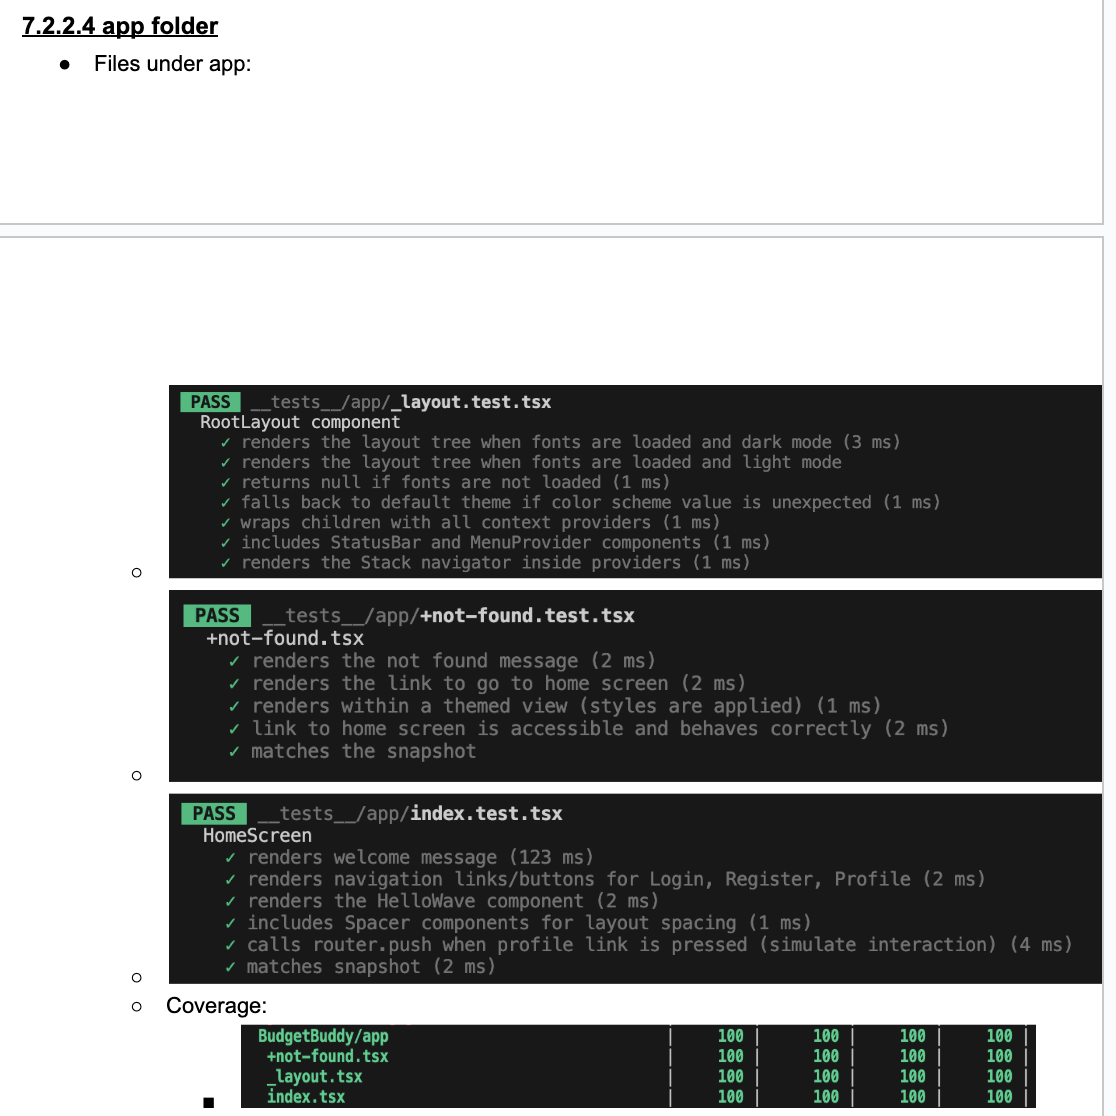 7.2.2.4 app folder
● Files under app:
PASS __tests__/app/_layout.test.tsx
RootLayout component
✓ renders the layout tree when fonts are loaded and dark mode (3 ms)
✓ renders the layout tree when fonts are loaded and light mode
✓ returns null if fonts are not loaded (1 ms)
✓ falls back to default theme if color scheme value is unexpected (1 ms)
✓ wraps children with all context providers (1 ms)
✓ includes StatusBar and MenuProvider components (1 ms)
✓ renders the Stack navigator inside providers (1 ms)
PASS __tests__/app/+not-found.test.tsx
+not-found.tsx
✓ renders the not found message (2 ms)
✓ renders the link to go to home screen (2 ms)
✓ renders within a themed view (styles are applied) (1 ms)
✓ link to home screen is accessible and behaves correctly (2 ms)
✓ matches the snapshot
PASS __tests__/app/index.test.tsx
HomeScreen
✓ renders welcome message (123 ms)
✓ renders navigation links/buttons for Login, Register, Profile (2 ms)
✓ renders the HelloWave component (2 ms)
✓ includes Spacer components for layout spacing (1 ms)
✓ calls router.push when profile link is pressed (simulate interaction) (4 ms)
✓ matches snapshot (2 ms)
○ Coverage:
BudgetBuddy/app | 100 | 100 | 100 | 100 |
+not-found.tsx | 100 | 100 | 100 | 100 |
_layout.tsx | 100 | 100 | 100 | 100 |
index.tsx | 100 | 100 | 100 | 100 |